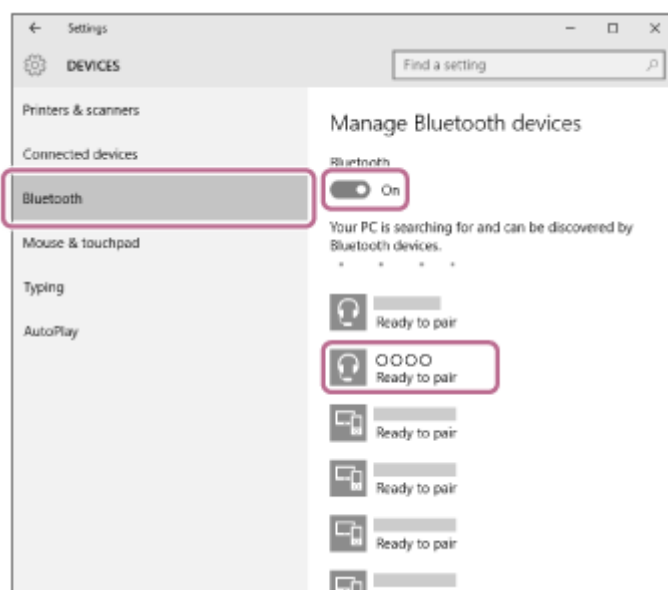 Settings
DEVICES
Find a setting
Printers & scanners
Connected devices
Bluetooth
Mouse & touchpad
Typing
AutoPlay
Manage Bluetooth devices
Bluetooth
On
Your PC is searching for and can be discovered by
Bluetooth devices.
Ready to pair
OOOO
Ready to pair
Ready to pair
Ready to pair
Ready to pair